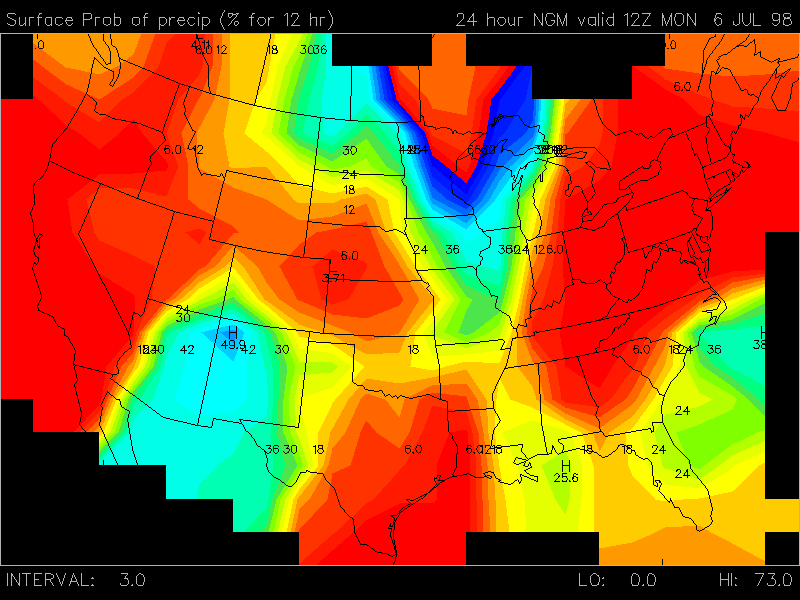 Surface Prob of precip (% for 12 hr) 24 hour NGM valid 12Z MON 6 JUL 98
.0 6.0 12 18 30 36 .0
6.0
6.0 12 30
24
18
12
24 36 12 6.0
6.0
3.71
24
30
H
49.9
42 42 30 18 6.0 18 24 36 38
24
36 30 18 6.0 6.0 12 18 18 18 24
H
25.6
24
INTERVAL: 3.0 LO: 0.0 HI: 73.0